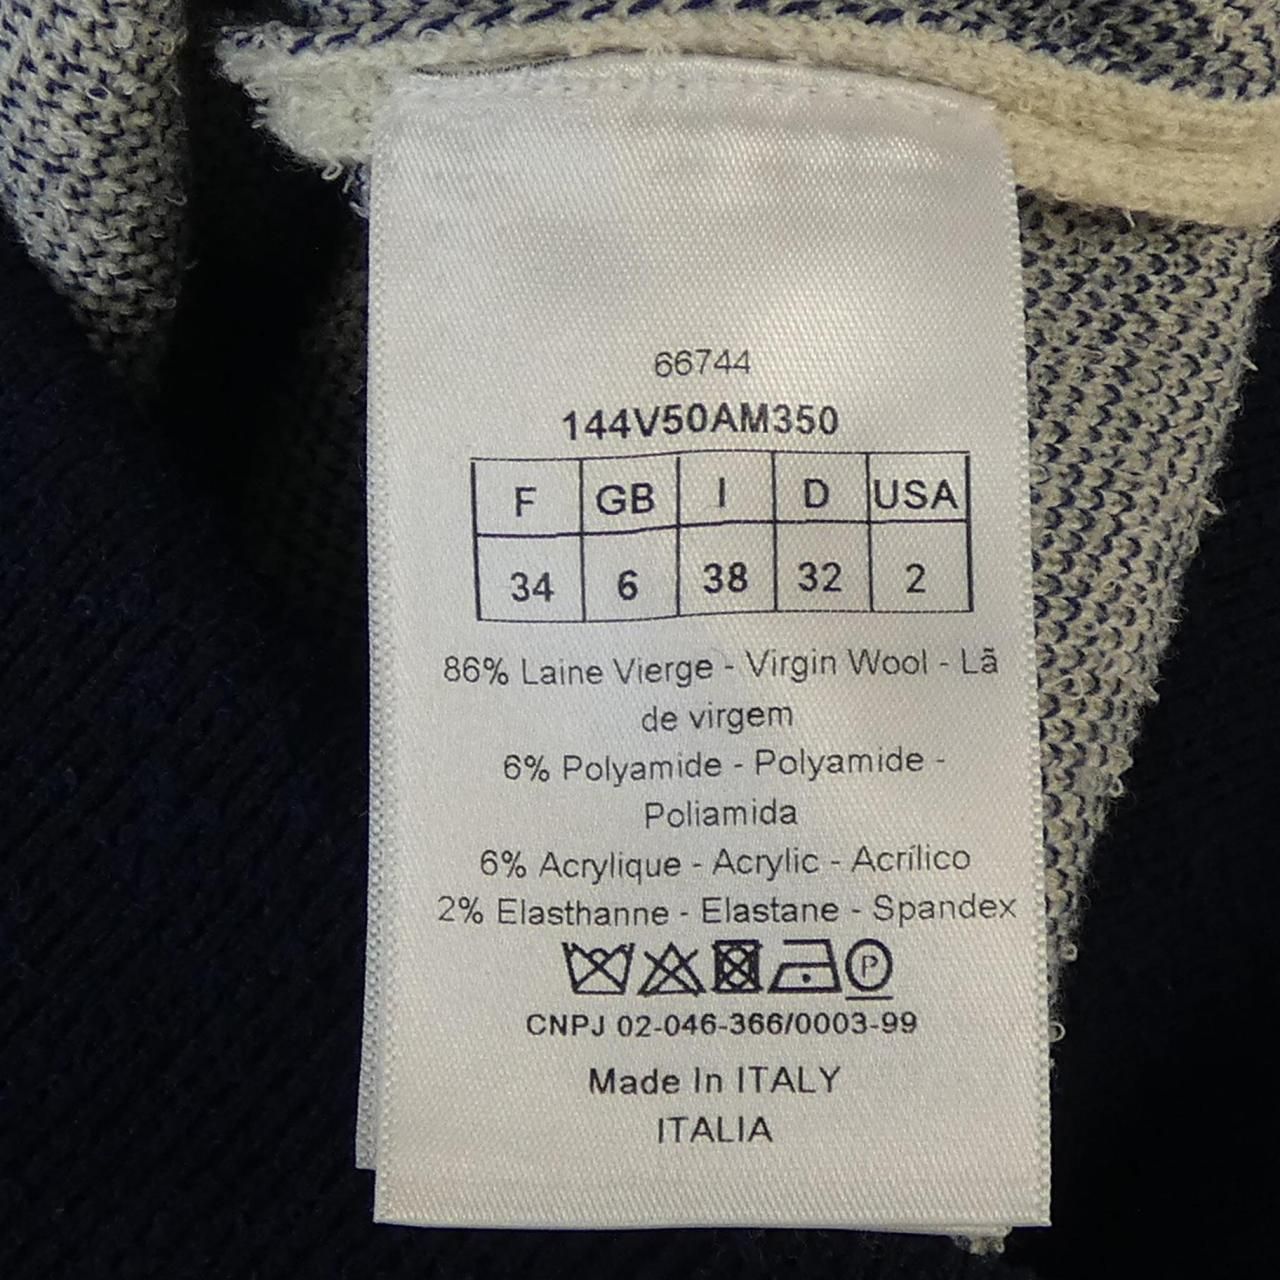 66744
144V50AM350
F GB I D USA
34 6 38 32 2
86% Laine Vierge - Virgin Wool - Lã
de virgem
6% Polyamide - Polyamide -
Poliamida
6% Acrylique - Acrylic - Acrílico
2% Elasthanne - Elastane - Spandex
P
CNPJ 02-046-366/0003-99
Made In ITALY
ITALIA